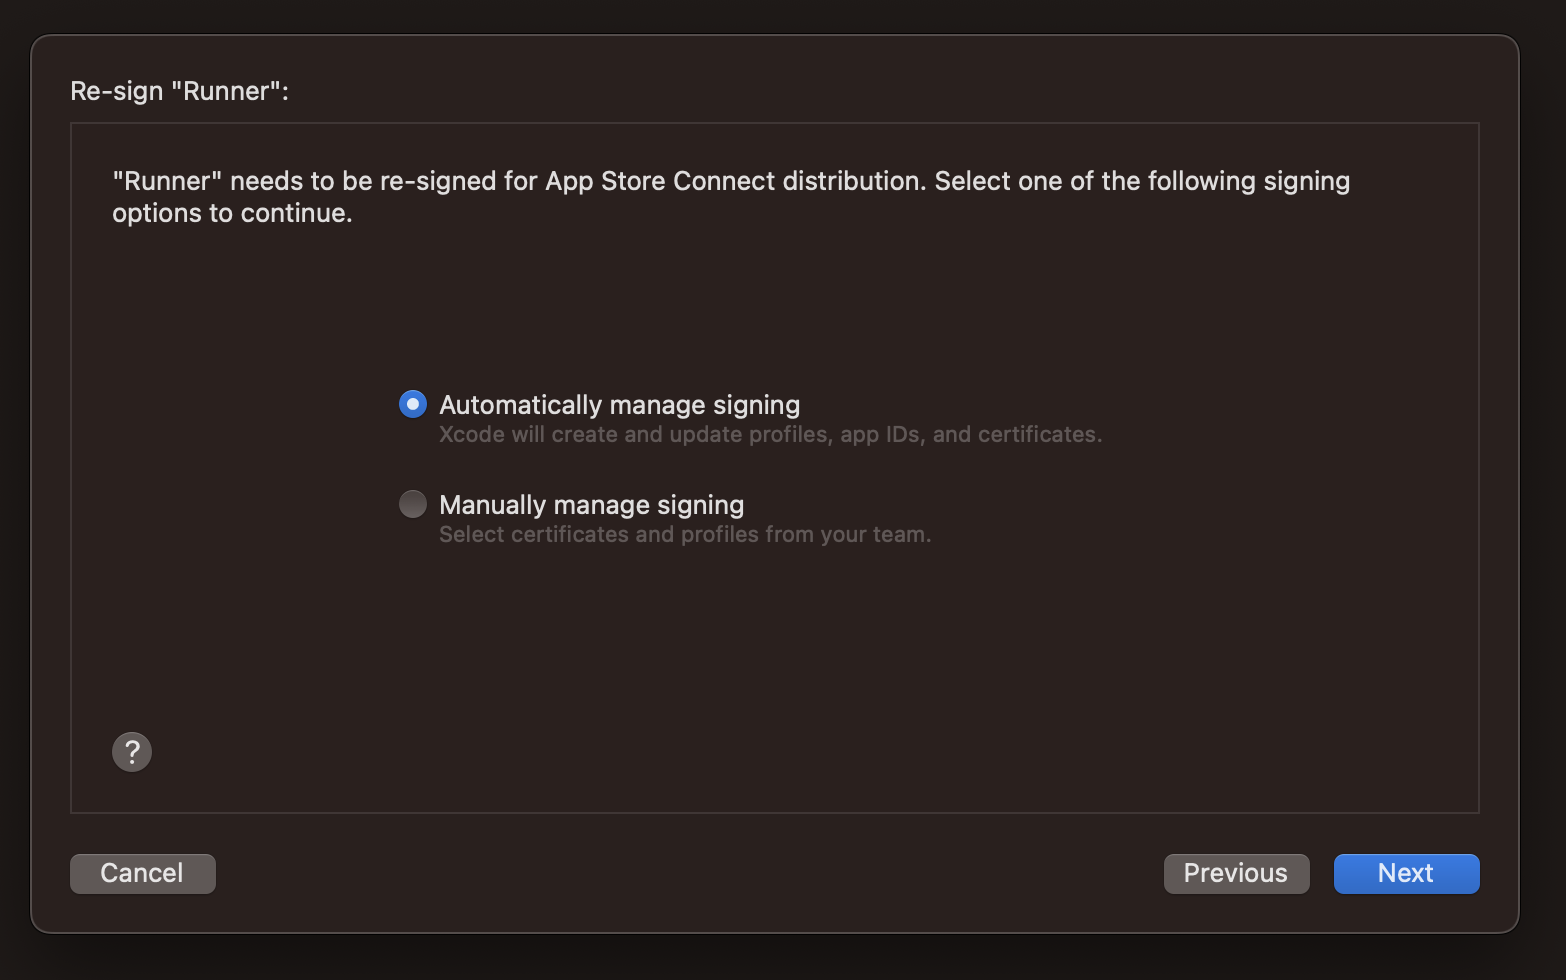 Re-sign "Runner":
"Runner" needs to be re-signed for App Store Connect distribution. Select one of the following signing
options to continue.
Automatically manage signing
Xcode will create and update profiles, app IDs, and certificates.
Manually manage signing
Select certificates and profiles from your team.
?
Cancel
Previous
Next